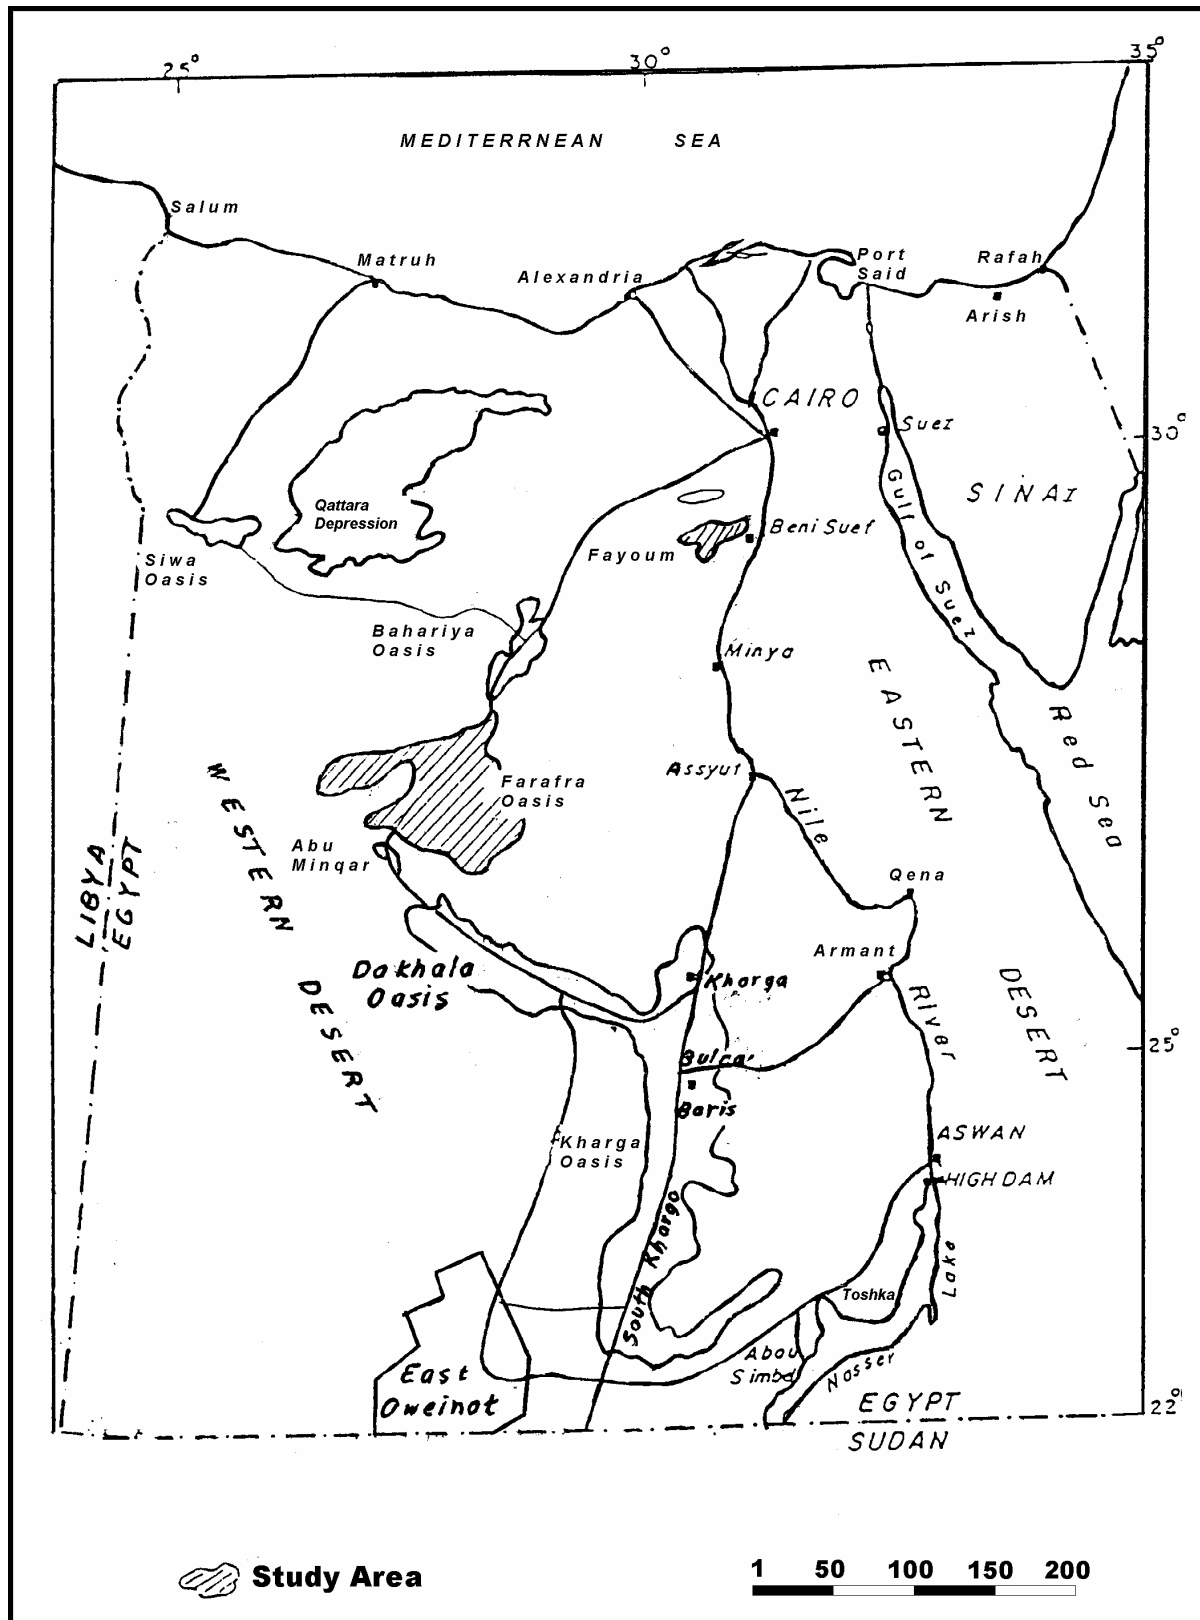 25°
30°
35°
MEDITERRNEAN SEA
Salum
Matruh
Alexandria
Port
Said
Rafah
Arish
CAIRO
Suez
30°
SINAI
Gulf of Suez
Qattara
Depression
Siwa
Oasis
Fayoum
Beni Suef
Bahariya
Oasis
Minya
EASTERN
Red Sea
Assyut
Farafra
Oasis
Nile
WESTERN
Abu
Minqar
LIBYA
EGYPT
Qena
Armant
Dakhala
Oasis
Kharga
River
DESERT
DESERT
25°
Bulca'
Baris
Kharga
Oasis
ASWAN
HIGH DAM
South Kharga
Lake
Toshka
Abou
Simbel
Nasser
East
Oweinat
EGYPT
22°
SUDAN
Study Area
1 50 100 150 200